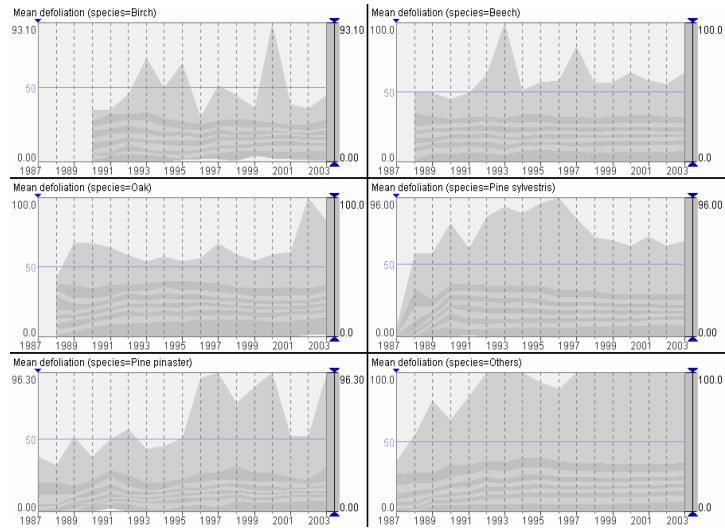 Mean defoliation (species=Birch)
93.10 93.10
50
0.00 0.00
1987 1989 1991 1993 1995 1997 1999 2001 2003
Mean defoliation (species=Beech)
100.0 100.0
50
0.0 0.00
1987 1989 1991 1993 1995 1997 1999 2001 2003
Mean defoliation (species=Oak)
100.0 100.0
50
0.0 0.0
1987 1989 1991 1993 1995 1997 1999 2001 2003
Mean defoliation (species=Pine sylvestris)
96.00 96.00
50
0.00 0.0
1987 1989 1991 1993 1995 1997 1999 2001 2003
Mean defoliation (species=Pine pinaster)
96.30 96.30
50
0.00 0.00
1987 1989 1991 1993 1995 1997 1999 2001 2003
Mean defoliation (species=Others)
100.0 100.0
50
0.00 0.0
1987 1989 1991 1993 1995 1997 1999 2001 2003